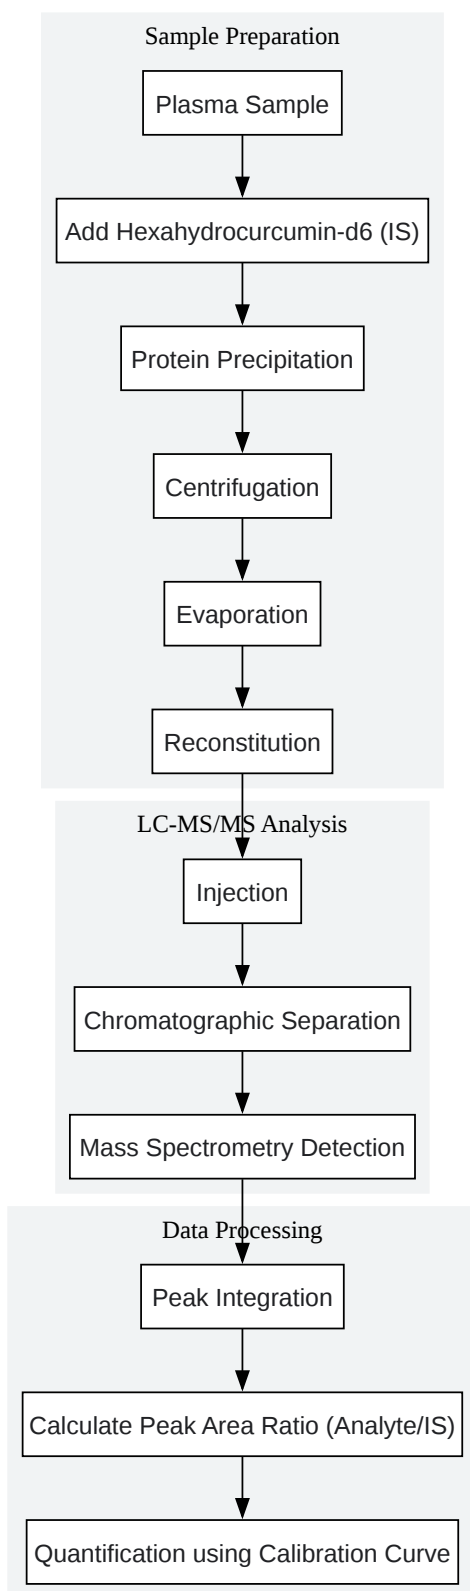 Sample Preparation
Plasma Sample
Add Hexahydrocurcumin-d6 (IS)
Protein Precipitation
Centrifugation
Evaporation
Reconstitution
LC-MS/MS Analysis
Injection
Chromatographic Separation
Mass Spectrometry Detection
Data Processing
Peak Integration
Calculate Peak Area Ratio (Analyte/IS)
Quantification using Calibration Curve